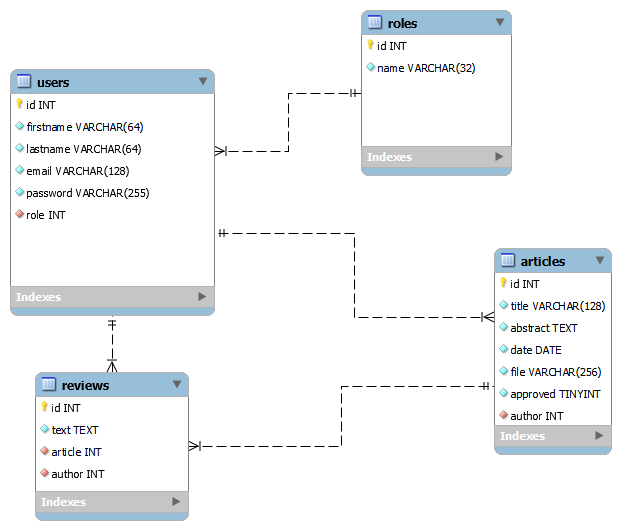 roles
id INT
name VARCHAR(32)
Indexes
users
id INT
firstname VARCHAR(64)
lastname VARCHAR(64)
email VARCHAR(128)
password VARCHAR(255)
role INT
Indexes
articles
id INT
title VARCHAR(128)
abstract TEXT
date DATE
file VARCHAR(256)
approved TINYINT
author INT
Indexes
reviews
id INT
text TEXT
article INT
author INT
Indexes